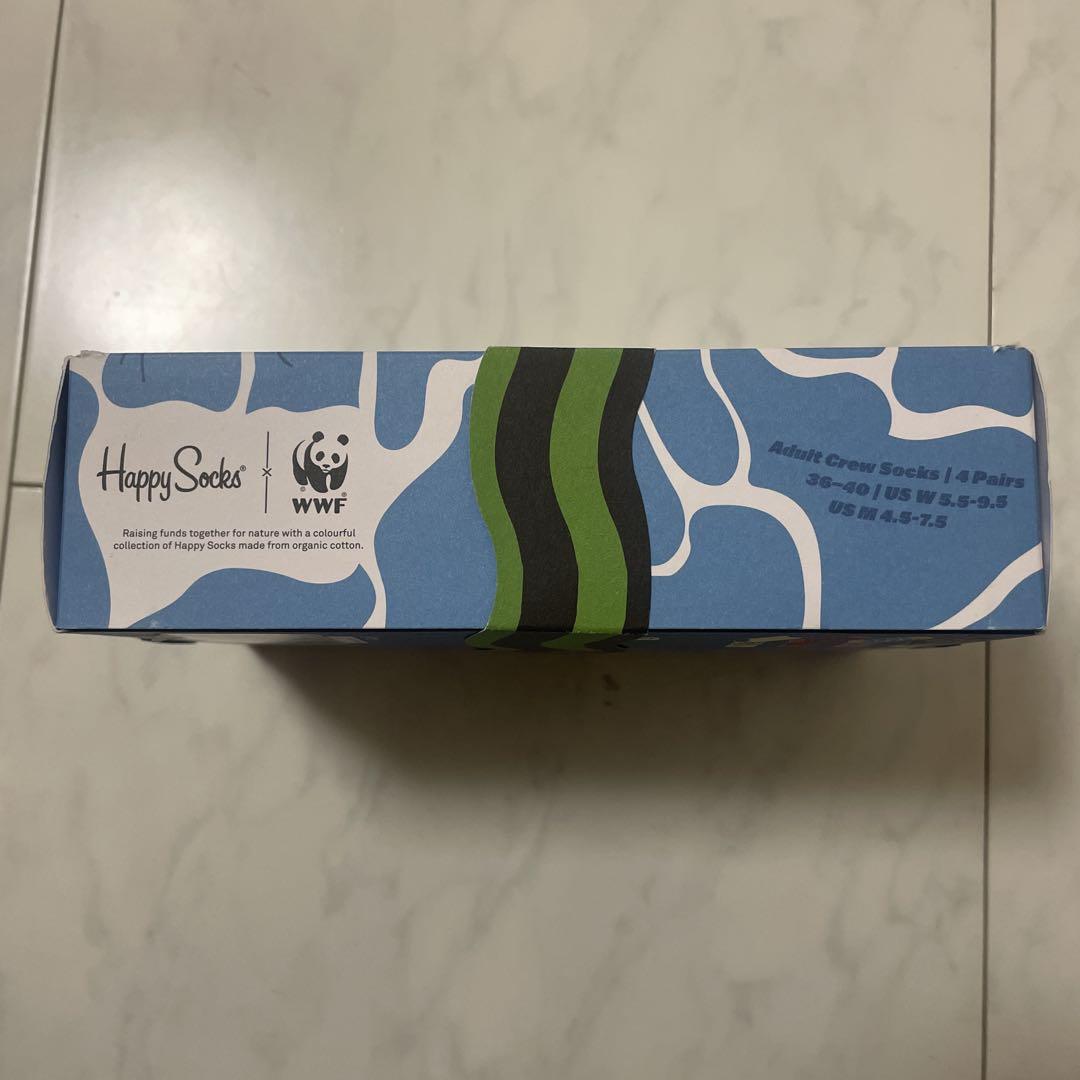 Happy Socks®
WWF®
Raising funds together for nature with a colourful
collection of Happy Socks made from organic cotton.
Adult Crew Socks | 4 Pairs
36–40 | US W 5.5-9.5
US M 4.5-7.5